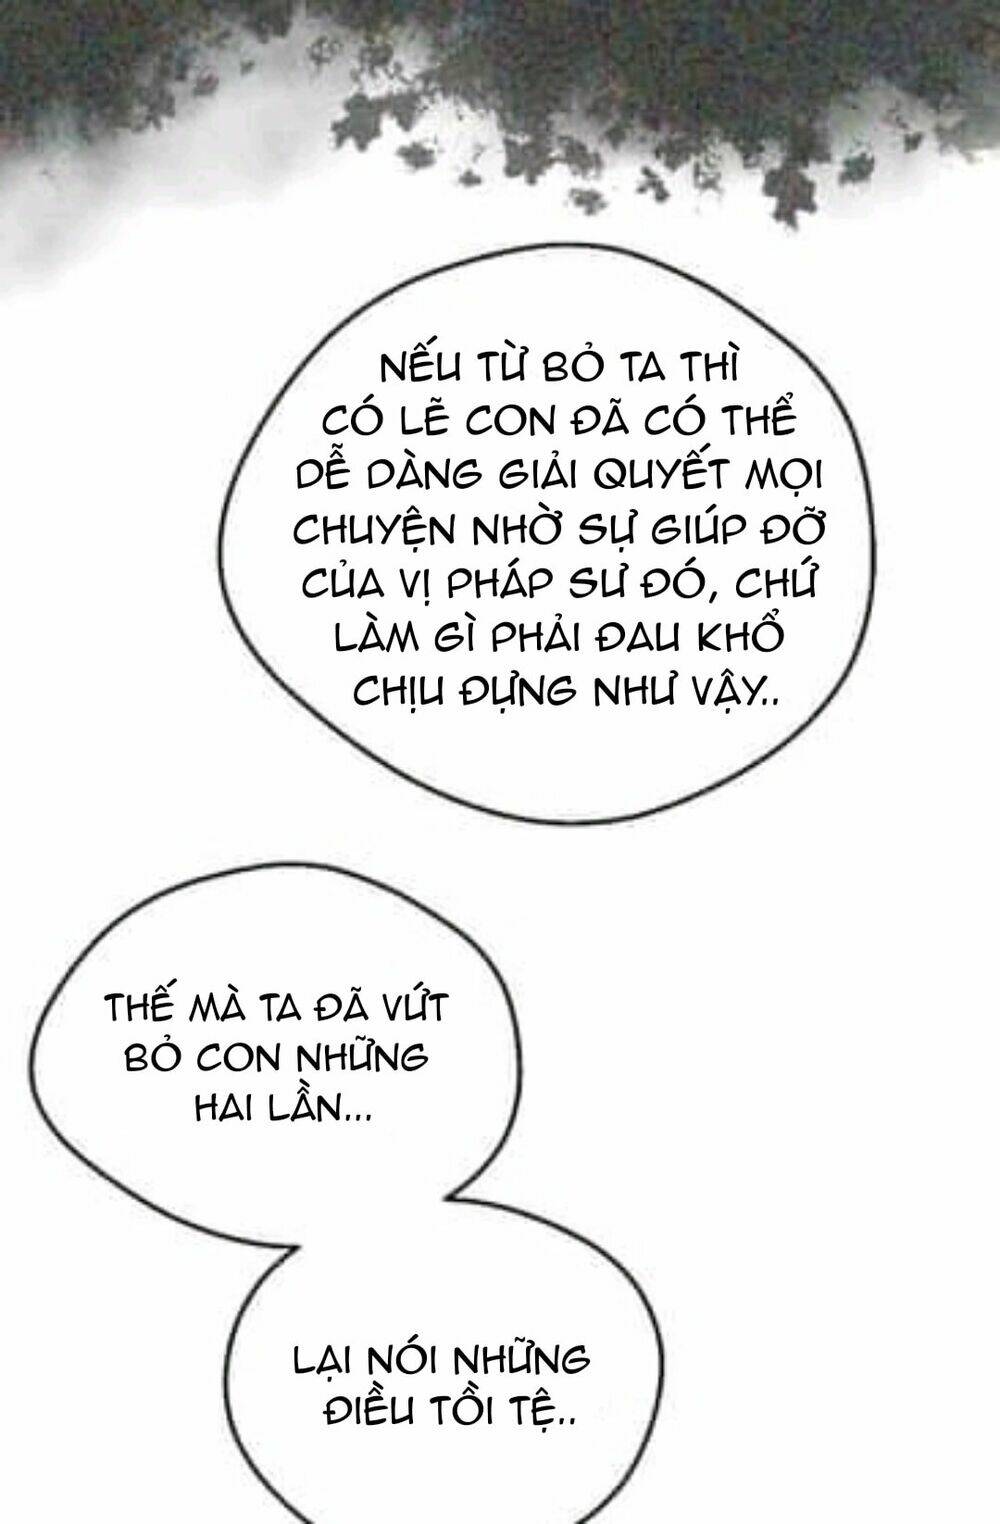 NẾU TỪ BỎ TA THÌ
CÓ LẼ CON ĐÃ CÓ THỂ
DỄ DÀNG GIẢI QUYẾT MỌI
CHUYỆN NHỜ SỰ GIÚP ĐỠ
CỦA VỊ PHÁP SƯ ĐÓ, CHỨ
LÀM GÌ PHẢI ĐAU KHỔ
CHỊU ĐỰNG NHƯ VẬY..
THẾ MÀ TA ĐÃ VỨT
BỎ CON NHỮNG
HAI LẦN...
LẠI NÓI NHỮNG
ĐIỀU TỒI TỆ..